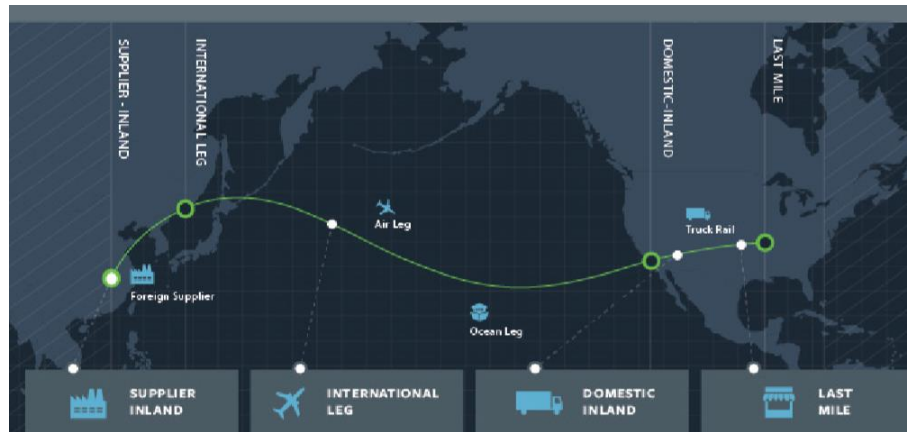 SUPPLIER - INLAND
INTERNATIONAL LEG
DOMESTIC-INLAND
LAST MILE
Air Leg
Truck Rail
Foreign Supplier
Ocean Leg
SUPPLIER
INLAND
INTERNATIONAL
LEG
DOMESTIC
INLAND
LAST
MILE